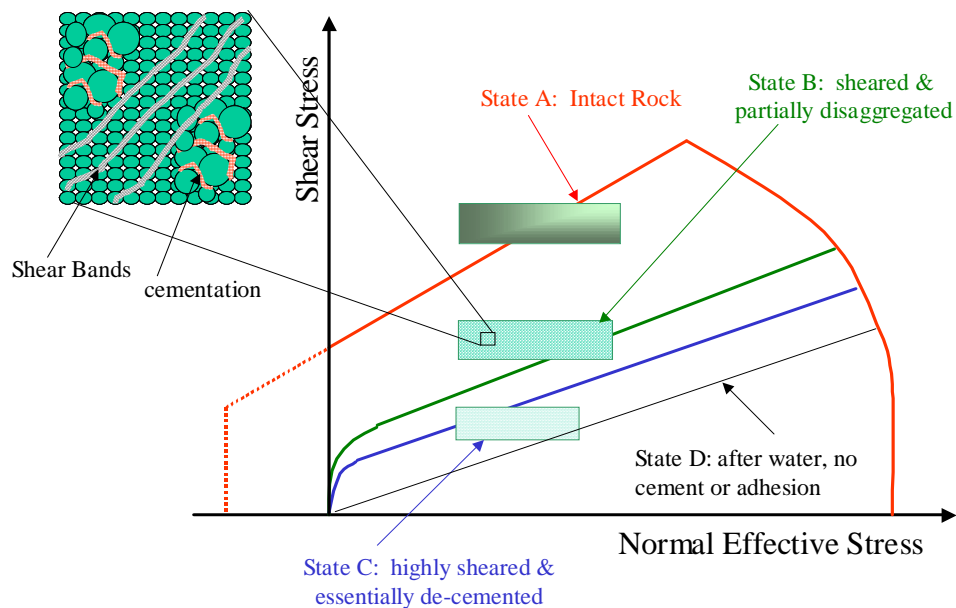 State A: Intact Rock
State B: sheared &
partially disaggregated
Shear Stress
Shear Bands
cementation
State D: after water, no
cement or adhesion
Normal Effective Stress
State C: highly sheared &
essentially de-cemented